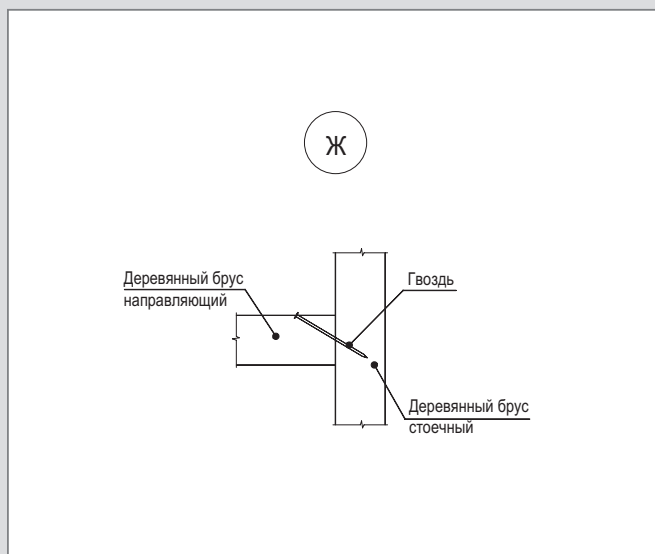 Ж
Деревянный брус
направляющий
Гвоздь
Деревянный брус
стоечный